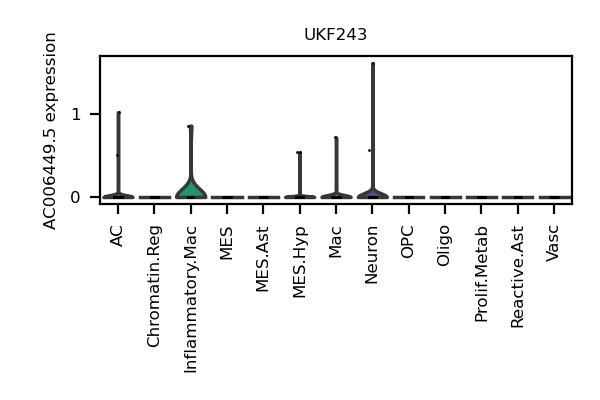 UKF243
AC006449.5 expression
1
0
AC
Chromatin.Reg
Inflammatory.Mac
MES
MES.Ast
MES.Hyp
Mac
Neuron
OPC
Oligo
Prolif.Metab
Reactive.Ast
Vasc